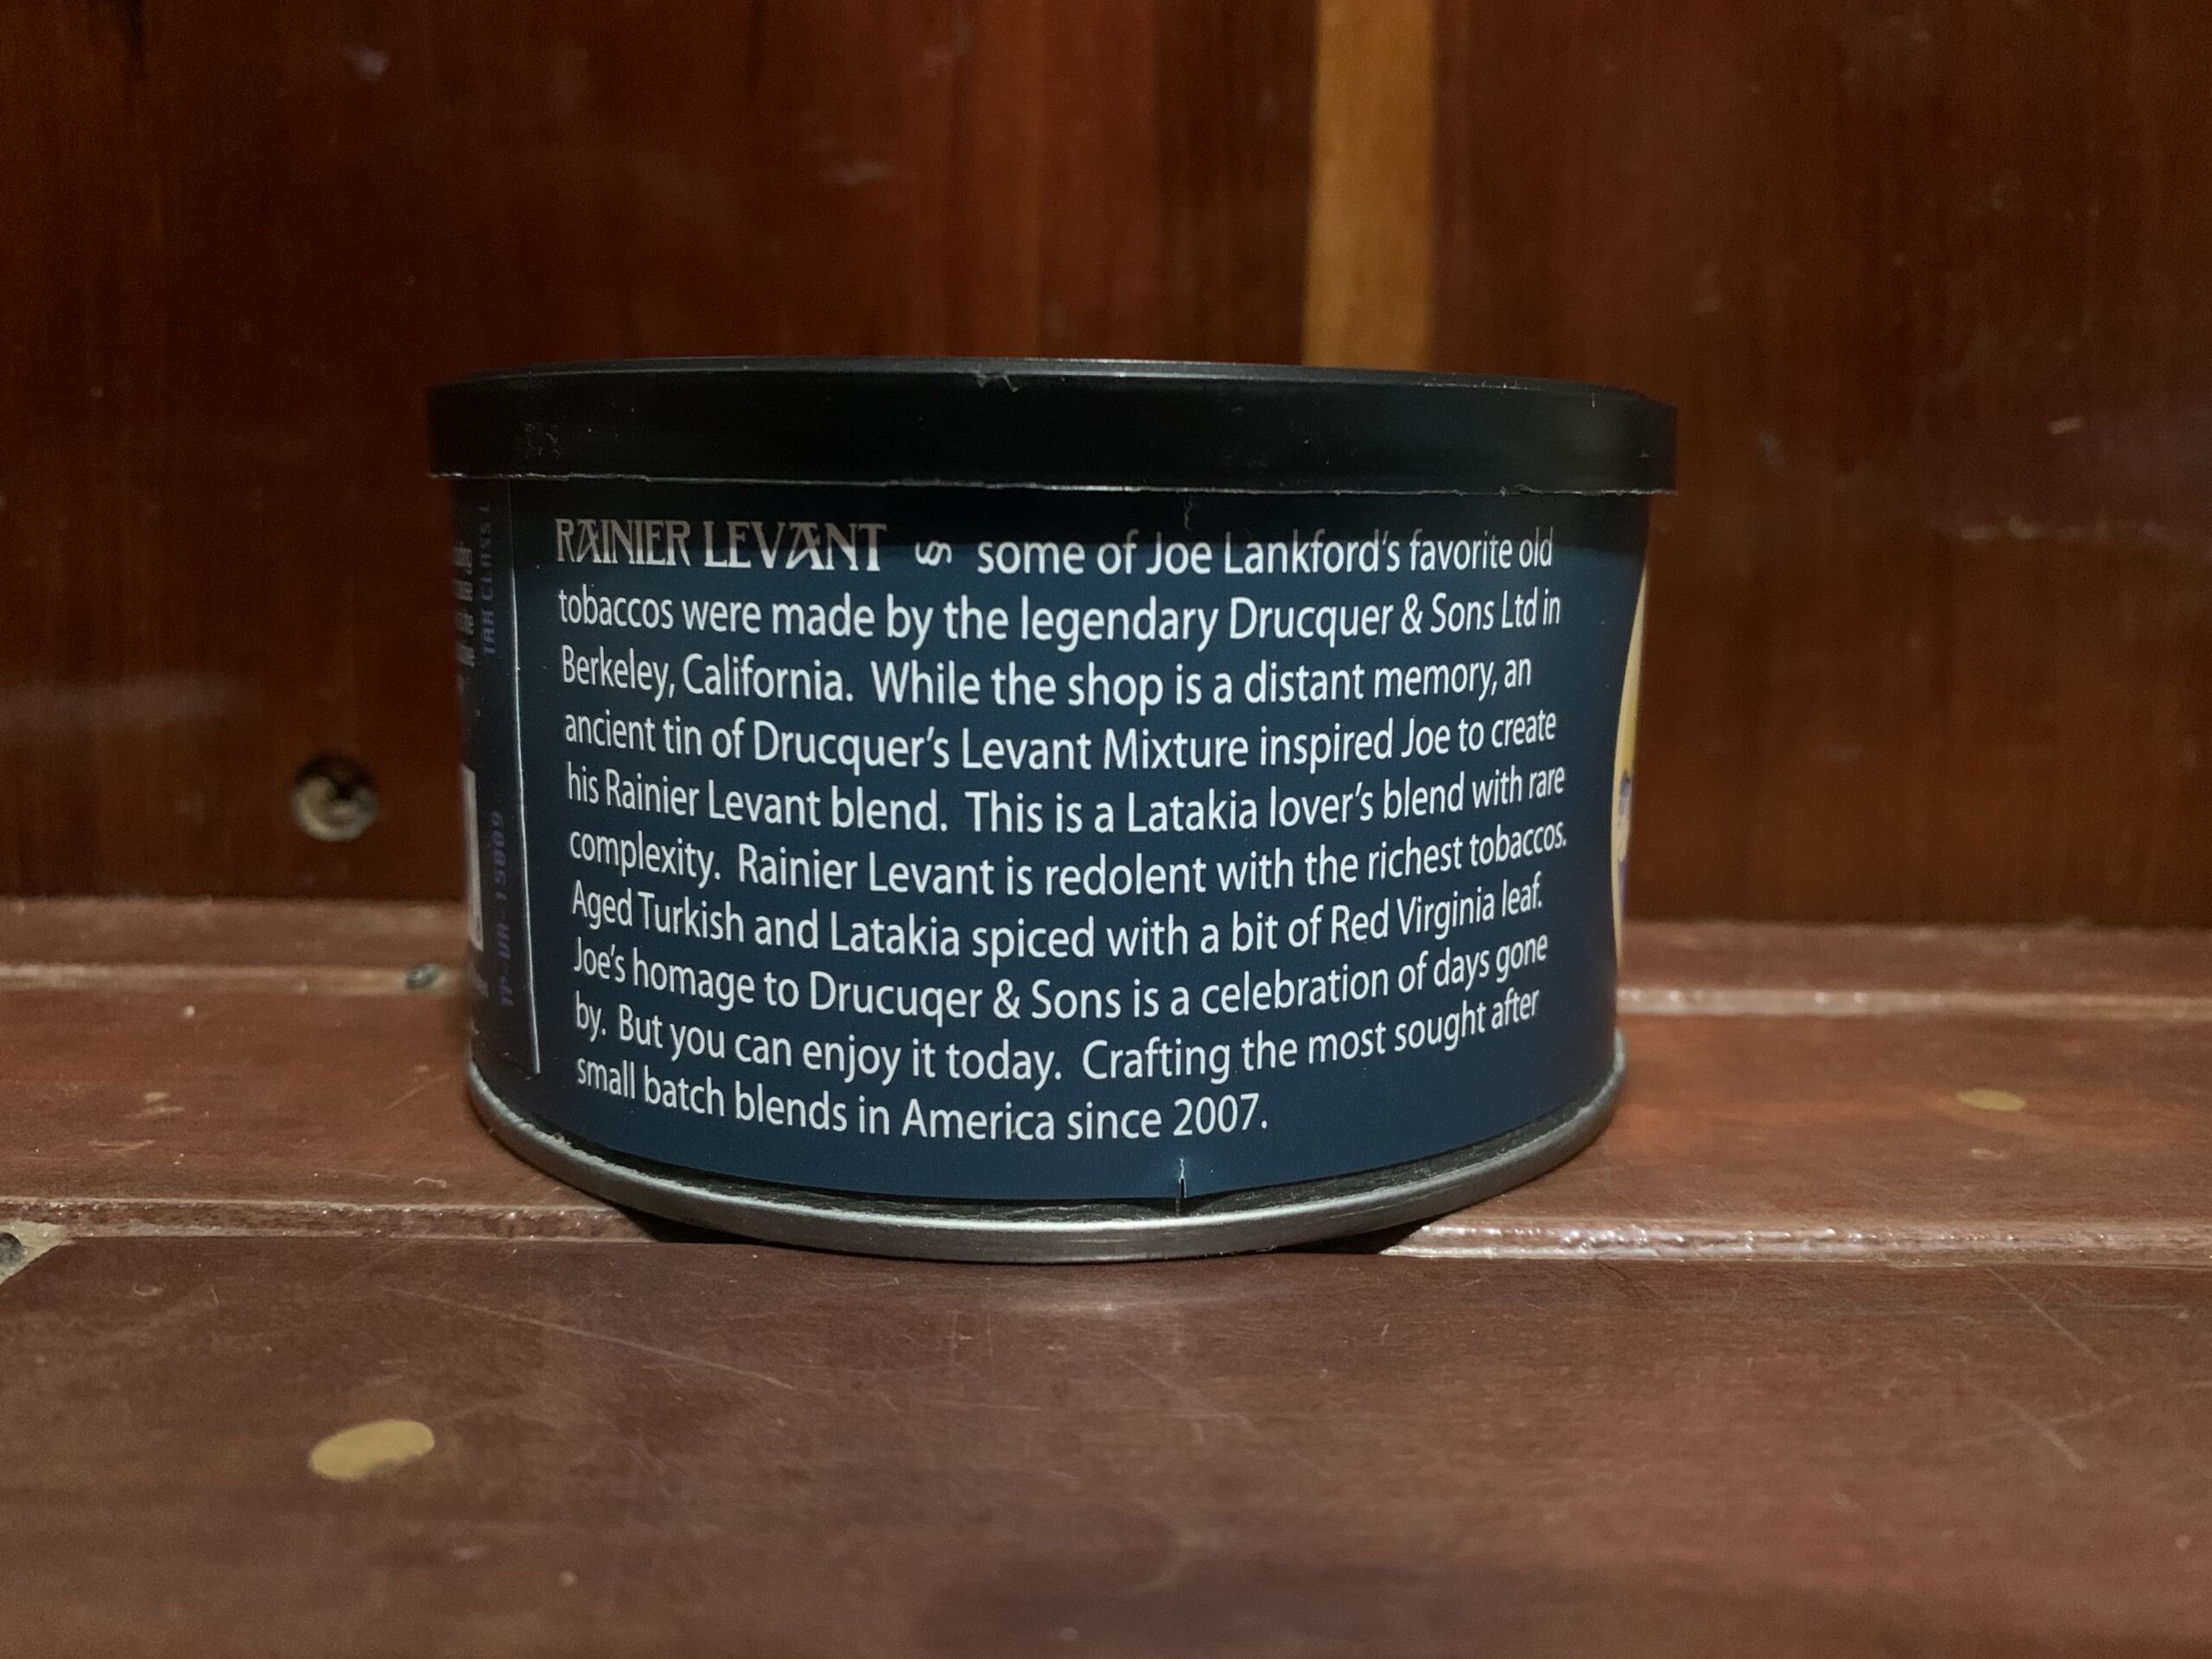 RAINIER LEVANT some of Joe Lankford's favorite old
tobaccos were made by the legendary Drucquer & Sons Ltd in
Berkeley, California. While the shop is a distant memory, an
ancient tin of Drucquer's Levant Mixture inspired Joe to create
his Rainier Levant blend. This is a Latakia lover's blend with rare
complexity. Rainier Levant is redolent with the richest tobaccos.
Aged Turkish and Latakia spiced with a bit of Red Virginia leaf.
Joe's homage to Drucuqer & Sons is a celebration of days gone
by. But you can enjoy it today. Crafting the most sought after
small batch blends in America since 2007.
TP-OR-15809